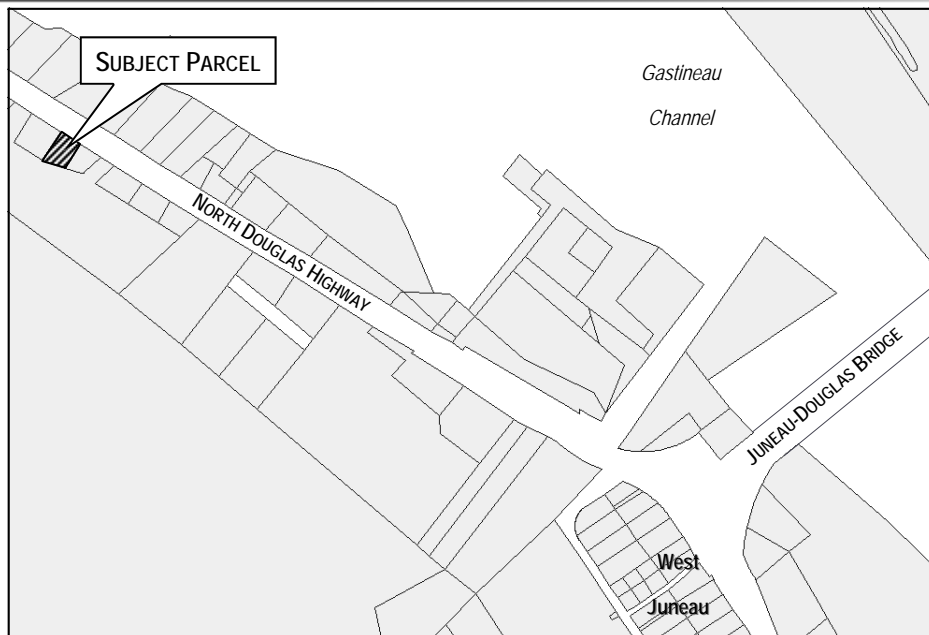 SUBJECT PARCEL
Gastineau
Channel
NORTH DOUGLAS HIGHWAY
JUNEAU-DOUGLAS BRIDGE
West
Juneau